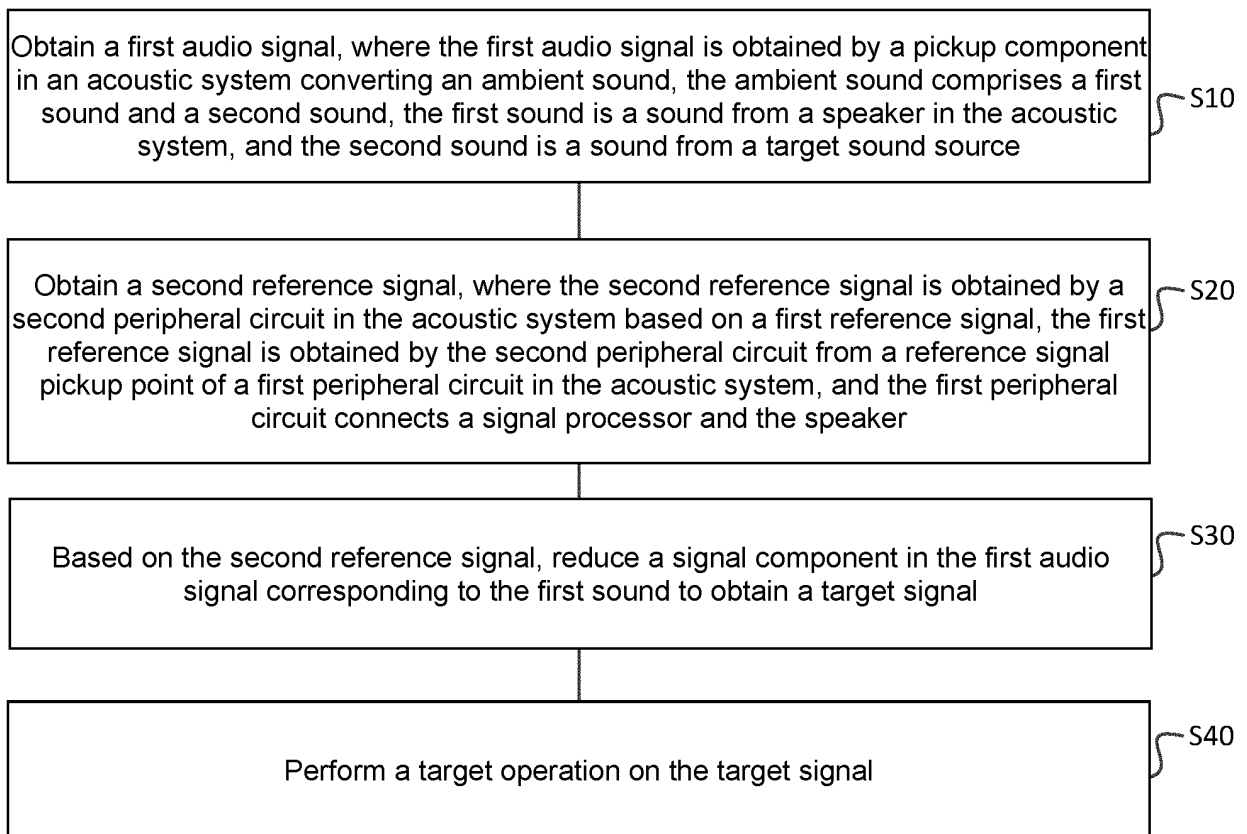 Obtain a first audio signal, where the first audio signal is obtained by a pickup component
in an acoustic system converting an ambient sound, the ambient sound comprises a first
sound and a second sound, the first sound is a sound from a speaker in the acoustic
system, and the second sound is a sound from a target sound source
S10
Obtain a second reference signal, where the second reference signal is obtained by a
second peripheral circuit in the acoustic system based on a first reference signal, the first
reference signal is obtained by the second peripheral circuit from a reference signal
pickup point of a first peripheral circuit in the acoustic system, and the first peripheral
circuit connects a signal processor and the speaker
S20
Based on the second reference signal, reduce a signal component in the first audio
signal corresponding to the first sound to obtain a target signal
S30
Perform a target operation on the target signal
S40